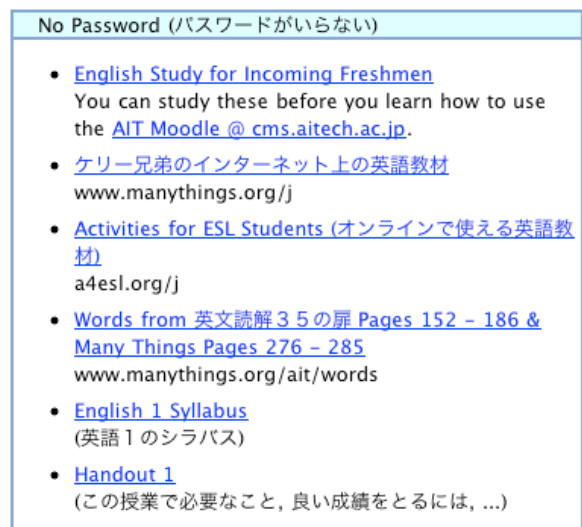 No Password (パスワードがいらない)
English Study for Incoming Freshmen
You can study these before you learn how to use
the AIT Moodle @ cms.aitech.ac.jp.
ケリー兄弟のインターネット上の英語教材
www.manythings.org/j
Activities for ESL Students (オンラインで使える英語教
材)
a4esl.org/j
Words from 英文読解３５の扉 Pages 152 – 186 &
Many Things Pages 276 – 285
www.manythings.org/ait/words
English 1 Syllabus
(英語１のシラバス)
Handout 1
(この授業で必要なこと, 良い成績をとるには, ...)